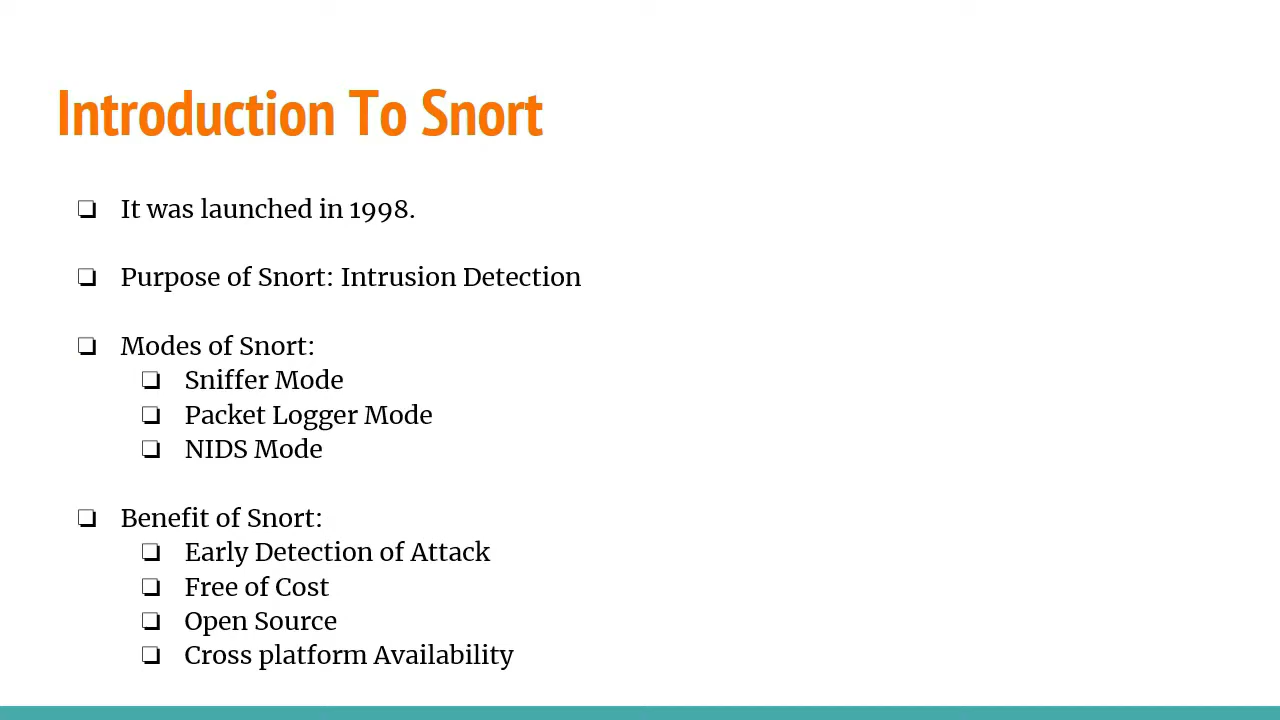 Introduction To Snort
❏ It was launched in 1998.
❏ Purpose of Snort: Intrusion Detection
❏ Modes of Snort:
❏ Sniffer Mode
❏ Packet Logger Mode
❏ NIDS Mode
❏ Benefit of Snort:
❏ Early Detection of Attack
❏ Free of Cost
❏ Open Source
❏ Cross platform Availability